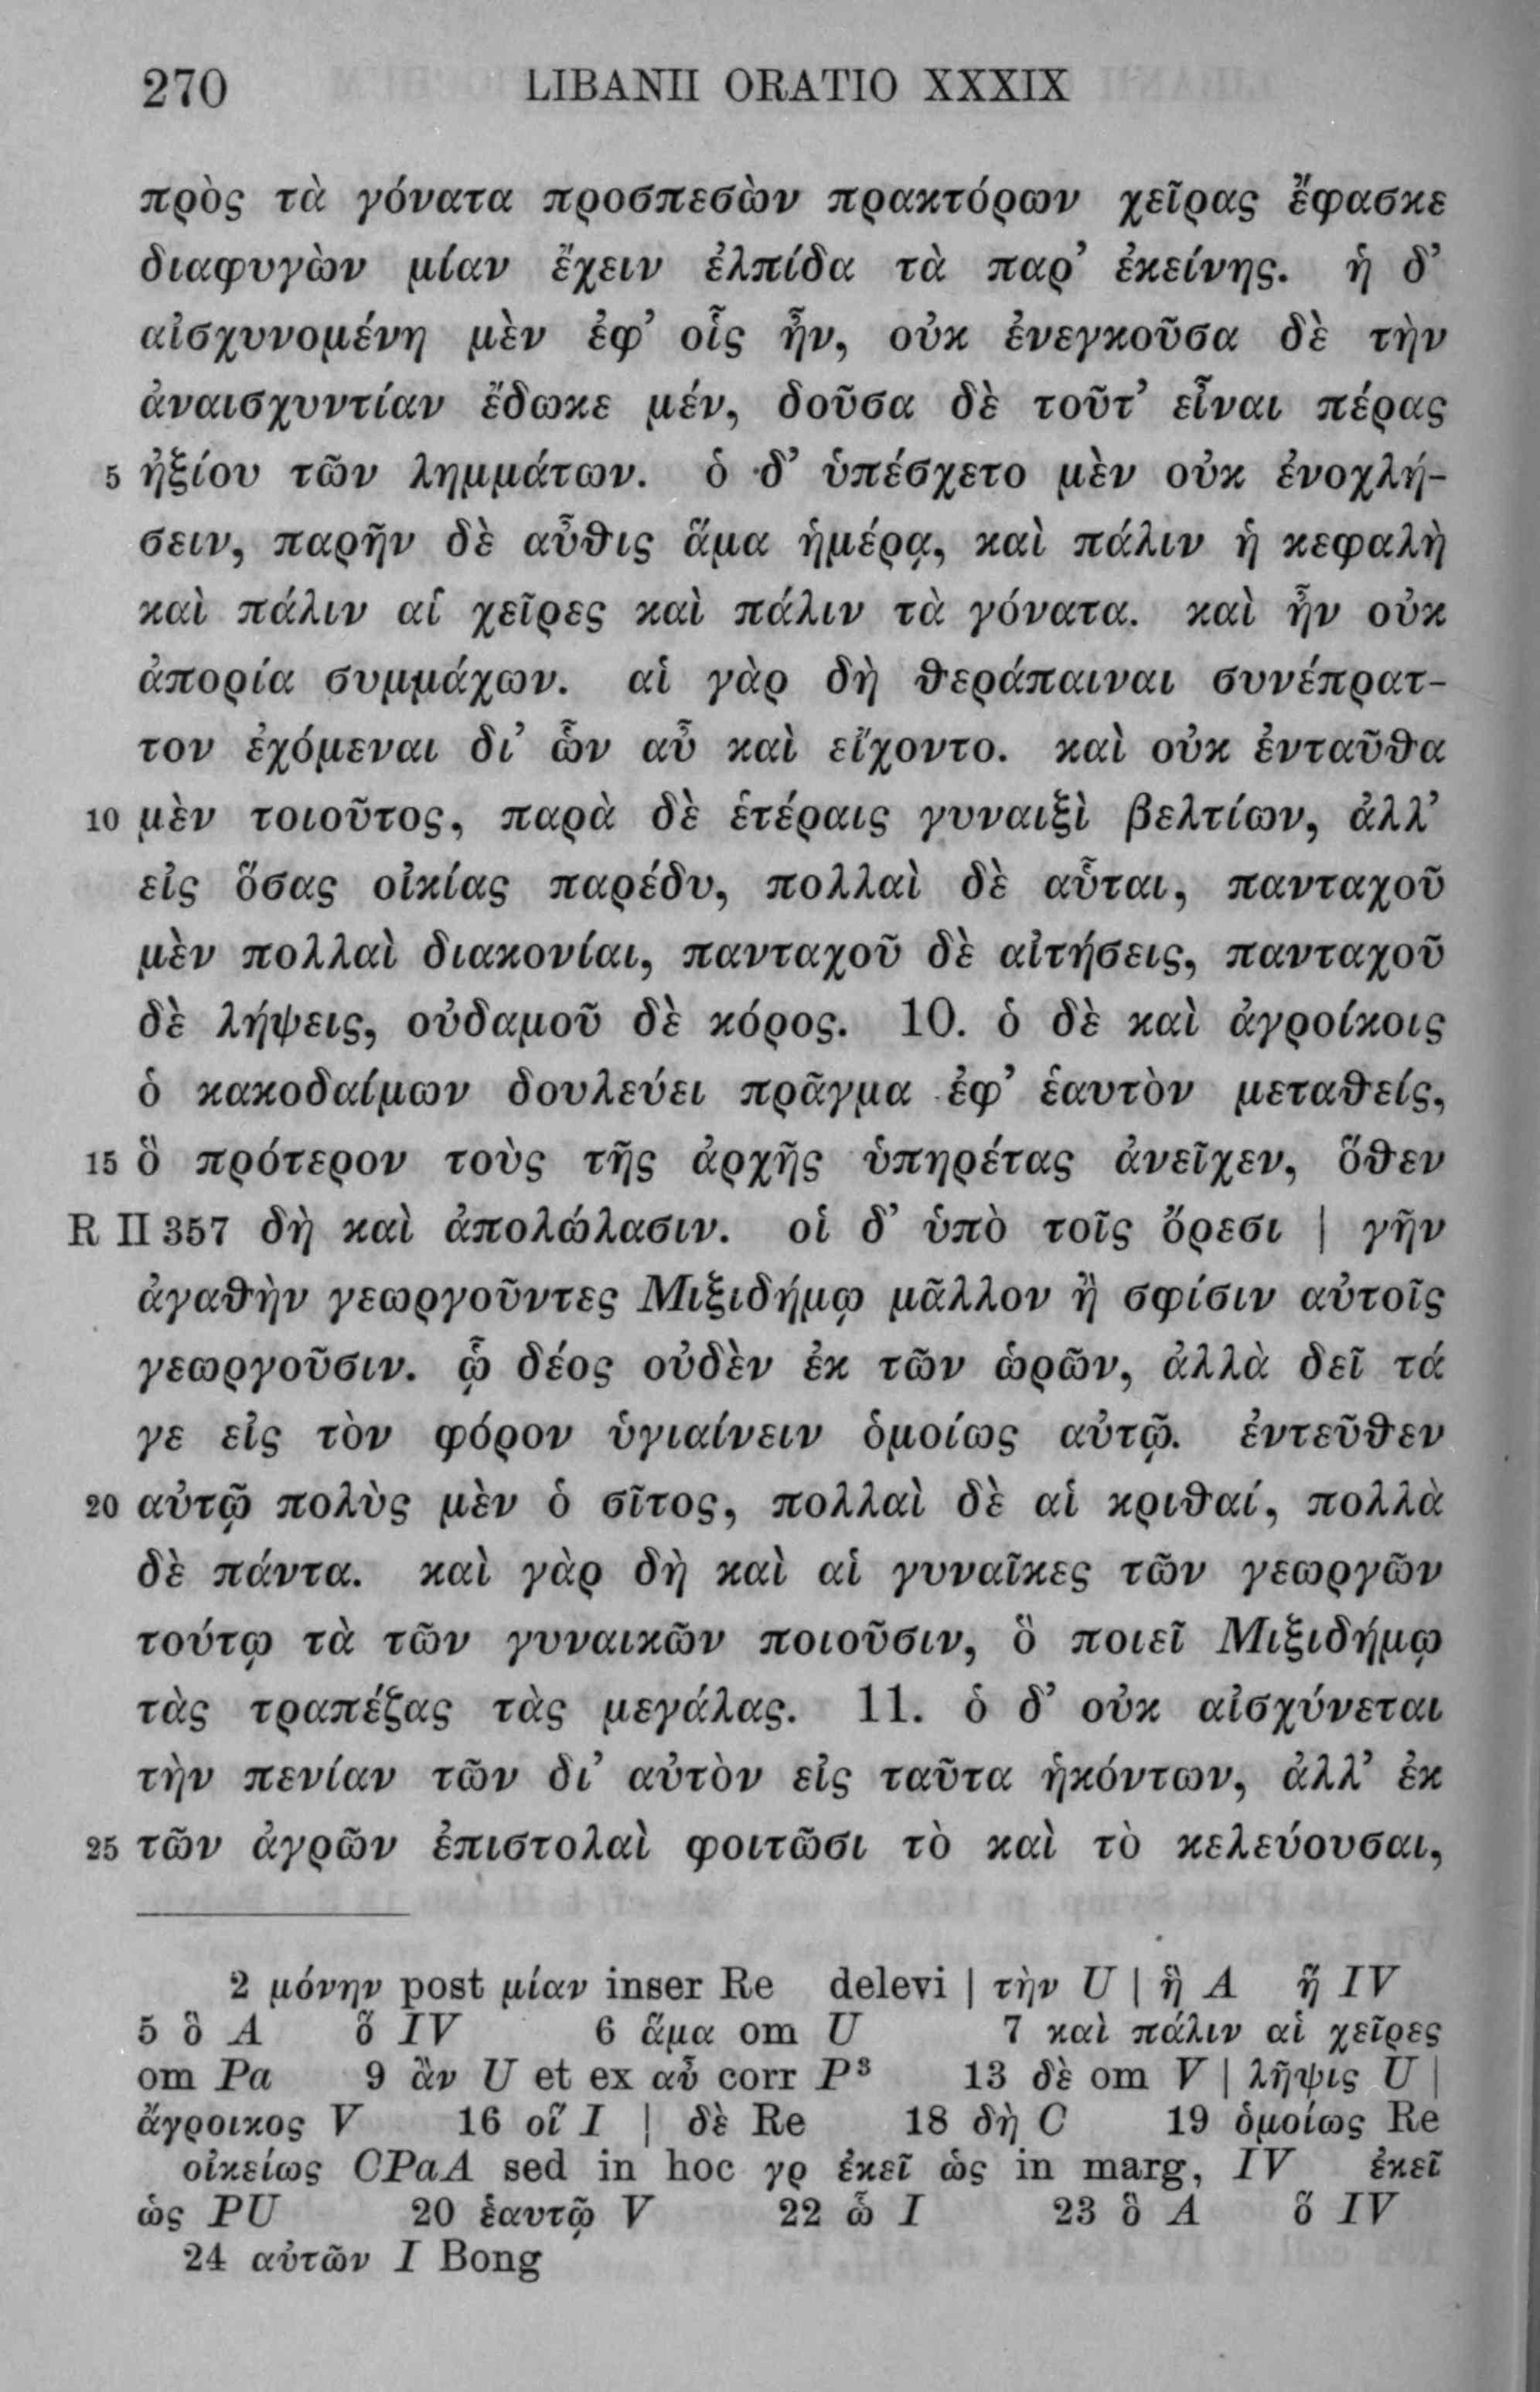 270 LIBANII ORATIO XXXIX
πρὸς τὰ γόνατα προσπεσὼν πρακτόρων χεῖρας ἔφασκε
διαφυγὼν μίαν ἔχειν ἐλπίδα τὰ παρ’ ἐκείνης. ἡ δ’
αἰσχυνομένη μὲν ἐφ’ οἷς ἦν, οὐκ ἐνεγκοῦσα δὲ τὴν
ἀναισχυντίαν ἔδωκε μέν, δοῦσα δὲ τοῦτ’ εἶναι πέρας
5 ἠξίου τῶν λημμάτων. ὁ δ’ ὑπέσχετο μὲν οὐκ ἐνοχλή-
σειν, παρῆν δὲ αὖθις ἅμα ἡμέρᾳ, καὶ πάλιν ἡ κεφαλὴ
καὶ πάλιν αἱ χεῖρες καὶ πάλιν τὰ γόνατα. καὶ ἦν οὐκ
ἀπορία συμμάχων. αἱ γὰρ δὴ θεράπαιναι συνέπρατ-
τον ἐχόμεναι δι’ ὧν αὖ καὶ εἴχοντο. καὶ οὐκ ἐνταῦθα
10 μὲν τοιοῦτος, παρὰ δὲ ἑτέραις γυναιξὶ βελτίων, ἀλλ’
εἰς ὅσας οἰκίας παρέδυ, πολλαὶ δὲ αὗται, πανταχοῦ
μὲν πολλαὶ διακονίαι, πανταχοῦ δὲ αἰτήσεις, πανταχοῦ
δὲ λήψεις, οὐδαμοῦ δὲ κόρος. 10. ὁ δὲ καὶ ἀγροίκοις
ὁ κακοδαίμων δουλεύει πρᾶγμα ἐφ’ ἑαυτὸν μεταθείς,
15 ὃ πρότερον τοὺς τῆς ἀρχῆς ὑπηρέτας ἀνεῖχεν, ὅθεν
R II 357 δὴ καὶ ἀπολώλασιν. οἱ δ’ ὑπὸ τοῖς ὄρεσι | γῆν
ἀγαθὴν γεωργοῦντες Μιξιδήμῳ μᾶλλον ἢ σφίσιν αὐτοῖς
γεωργοῦσιν. ᾧ δέος οὐδὲν ἐκ τῶν ὡρῶν, ἀλλὰ δεῖ τά
γε εἰς τὸν φόρον ὑγιαίνειν ὁμοίως αὐτῷ. ἐντεῦθεν
20 αὐτῷ πολὺς μὲν ὁ σῖτος, πολλαὶ δὲ αἱ κριθαί, πολλὰ
δὲ πάντα. καὶ γὰρ δὴ καὶ αἱ γυναῖκες τῶν γεωργῶν
τούτῳ τὰ τῶν γυναικῶν ποιοῦσιν, ὃ ποιεῖ Μιξιδήμῳ
τὰς τραπέζας τὰς μεγάλας. 11. ὁ δ’ οὐκ αἰσχύνεται
τὴν πενίαν τῶν δι’ αὐτὸν εἰς ταῦτα ἡκόντων, ἀλλ’ ἐκ
25 τῶν ἀγρῶν ἐπιστολαὶ φοιτῶσι τὸ καὶ τὸ κελεύουσαι,
2 μόνην post μίαν inser Re delevi | τὴν U | ἣ A ἥ IV
5 ὃ A ὅ IV 6 ἅμα om U 7 καὶ πάλιν αἱ χεῖρες
om Pa 9 ἂν U et ex αὖ corr P³ 13 δὲ om V | λῆψις U |
ἄγροικος V 16 οἵ I | δὲ Re 18 δὴ C 19 ὁμοίως Re
οἰκείως CPaA sed in hoc γρ ἐκεῖ ὡς in marg, IV ἐκεῖ
ὡς PU 20 ἑαυτῷ V 22 ὧ I 23 ὃ A ὅ IV
24 αὐτῶν I Bong